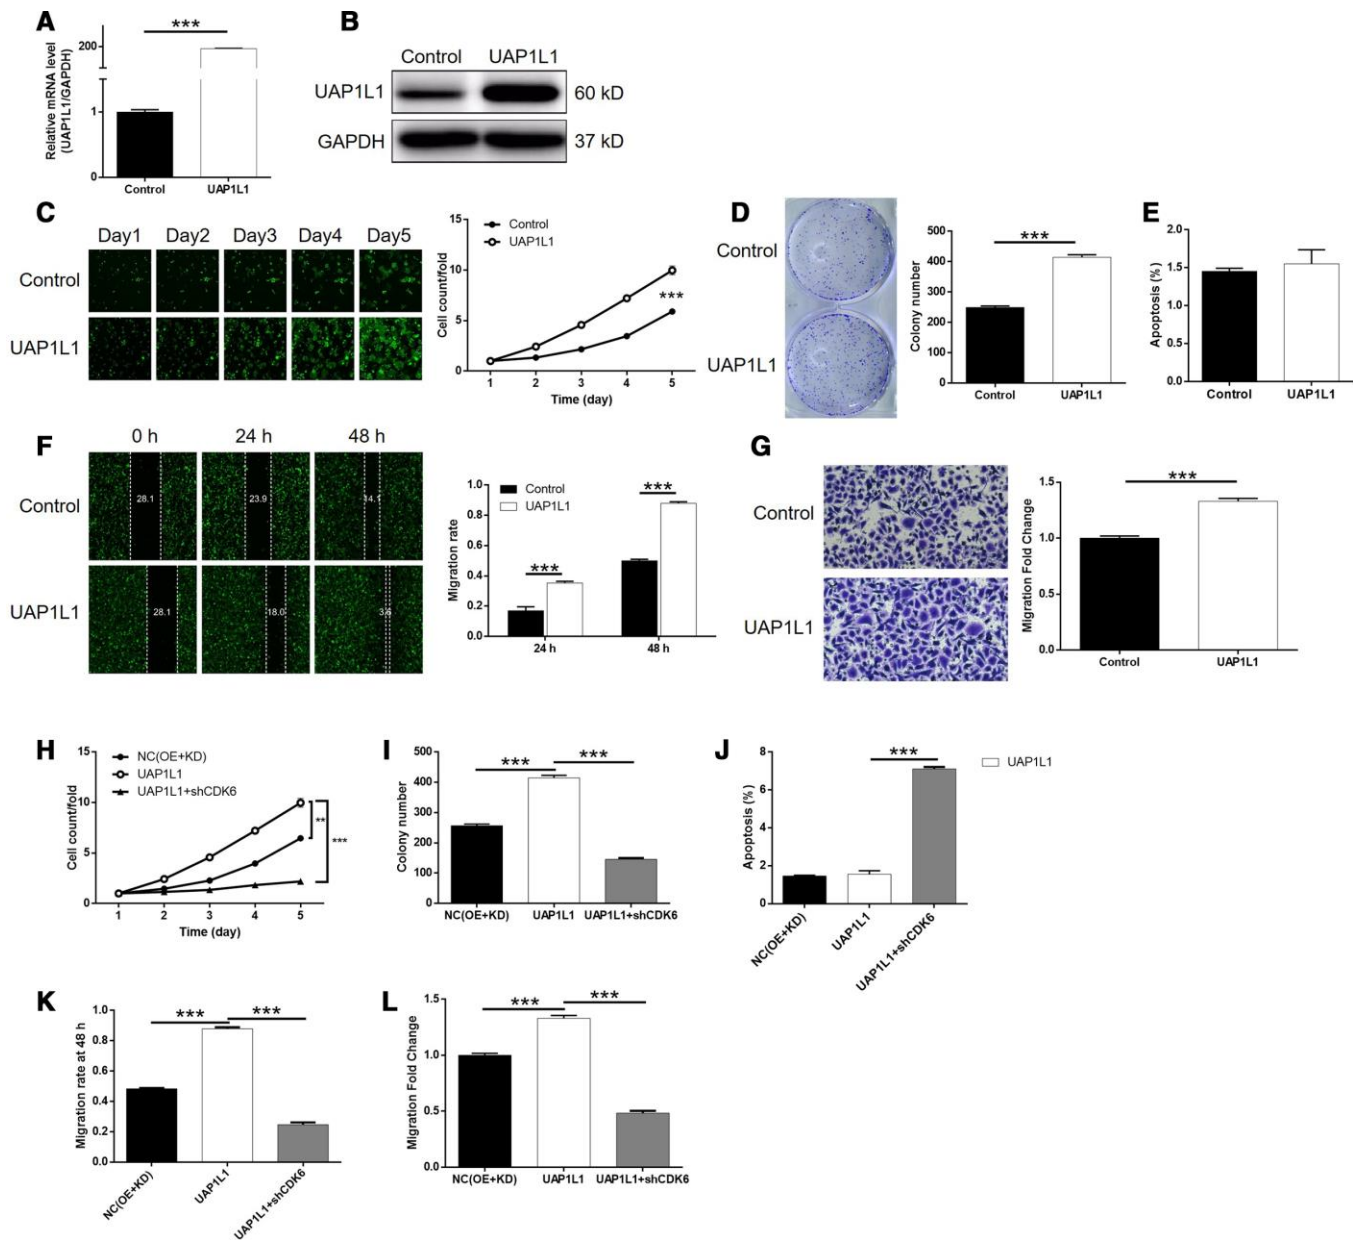 A
***
Relative mRNA level
(UAP1L1/GAPDH)
200
1
0
Control UAP1L1
B
Control UAP1L1
UAP1L1 60 kD
GAPDH 37 kD
C
Day1 Day2 Day3 Day4 Day5
Control
UAP1L1
Cell count/fold
15
10
5
0
Control
UAP1L1
***
1 2 3 4 5
Time (day)
D
Control
UAP1L1
Colony number
500
400
300
200
100
0
***
Control UAP1L1
E
Apoptosis (%)
2.0
1.5
1.0
0.5
0.0
Control UAP1L1
F
0 h 24 h 48 h
Control
28.1 23.9 14.1
UAP1L1
28.1 18.0 3.6
Migration rate
1.0
0.8
0.6
0.4
0.2
0.0
Control
UAP1L1
***
***
24 h 48 h
G
Control
UAP1L1
Migration Fold Change
1.5
1.0
0.5
0.0
***
Control UAP1L1
H
Cell count/fold
15
10
5
0
NC(OE+KD)
UAP1L1
UAP1L1+shCDK6
**
***
1 2 3 4 5
Time (day)
I
Colony number
500
400
300
200
100
0
*** ***
NC(OE+KD) UAP1L1 UAP1L1+shCDK6
J
Apoptosis (%)
8
6
4
2
0
***
UAP1L1
NC(OE+KD) UAP1L1 UAP1L1+shCDK6
K
Migration rate at 48 h
1.0
0.8
0.6
0.4
0.2
0.0
*** ***
NC(OE+KD) UAP1L1 UAP1L1+shCDK6
L
Migration Fold Change
1.5
1.0
0.5
0.0
*** ***
NC(OE+KD) UAP1L1 UAP1L1+shCDK6